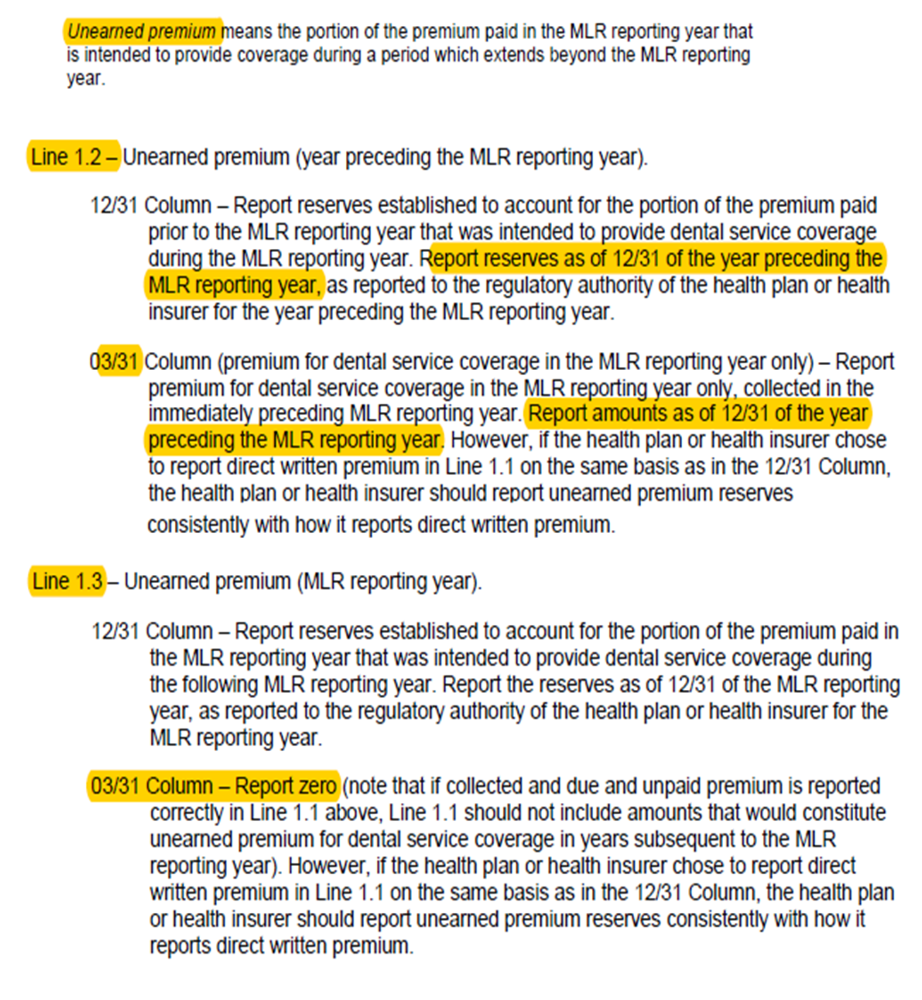 Unearned premium means the portion of the premium paid in the MLR reporting year that
is intended to provide coverage during a period which extends beyond the MLR reporting
year.
Line 1.2 – Unearned premium (year preceding the MLR reporting year).
12/31 Column – Report reserves established to account for the portion of the premium paid
prior to the MLR reporting year that was intended to provide dental service coverage
during the MLR reporting year. Report reserves as of 12/31 of the year preceding the
MLR reporting year, as reported to the regulatory authority of the health plan or health
insurer for the year preceding the MLR reporting year.
03/31 Column (premium for dental service coverage in the MLR reporting year only) – Report
premium for dental service coverage in the MLR reporting year only, collected in the
immediately preceding MLR reporting year. Report amounts as of 12/31 of the year
preceding the MLR reporting year. However, if the health plan or health insurer chose
to report direct written premium in Line 1.1 on the same basis as in the 12/31 Column,
the health plan or health insurer should report unearned premium reserves
consistently with how it reports direct written premium.
Line 1.3 – Unearned premium (MLR reporting year).
12/31 Column – Report reserves established to account for the portion of the premium paid in
the MLR reporting year that was intended to provide dental service coverage during
the following MLR reporting year. Report the reserves as of 12/31 of the MLR reporting
year, as reported to the regulatory authority of the health plan or health insurer for the
MLR reporting year.
03/31 Column – Report zero (note that if collected and due and unpaid premium is reported
correctly in Line 1.1 above, Line 1.1 should not include amounts that would constitute
unearned premium for dental service coverage in years subsequent to the MLR
reporting year). However, if the health plan or health insurer chose to report direct
written premium in Line 1.1 on the same basis as in the 12/31 Column, the health plan
or health insurer should report unearned premium reserves consistently with how it
reports direct written premium.